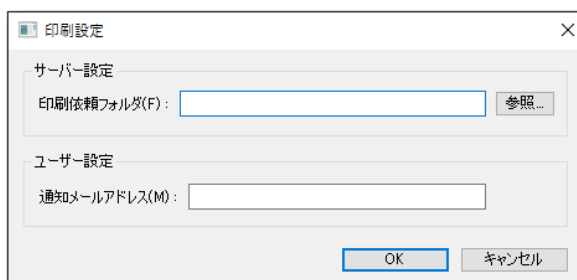 印刷設定
サーバー設定
印刷依頼フォルダ(F)： 参照...
ユーザー設定
通知メールアドレス(M)：
OK キャンセル